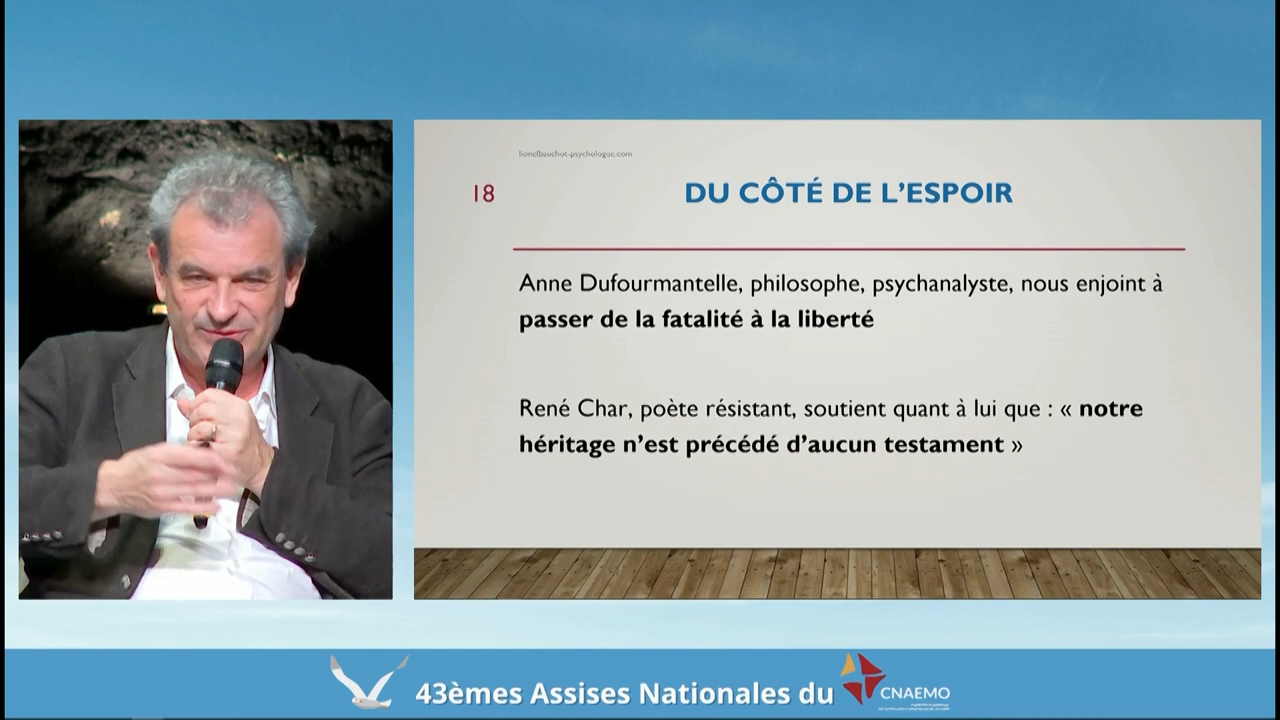 lionelbauchot-psychologue.com
18
DU CÔTÉ DE L'ESPOIR
Anne Dufourmantelle, philosophe, psychanalyste, nous enjoint à
passer de la fatalité à la liberté
René Char, poète résistant, soutient quant à lui que : « notre
héritage n'est précédé d'aucun testament »
43èmes Assises Nationales du
CNAEMO